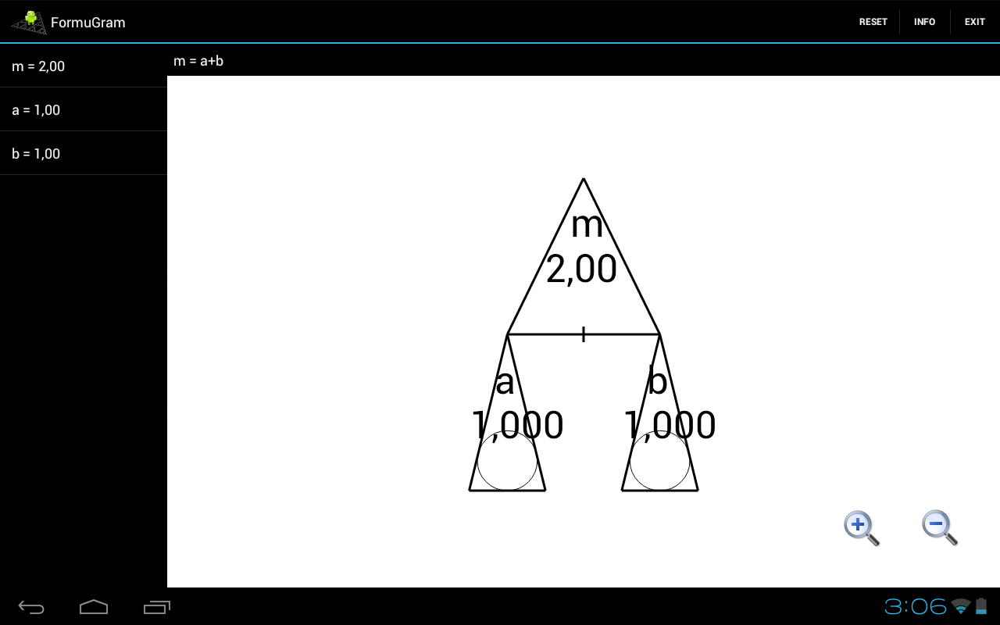 FormuGram
RESET INFO EXIT
m = 2,00
a = 1,00
b = 1,00
m = a+b
m
2,00
a
1,000
b
1,000
3:06